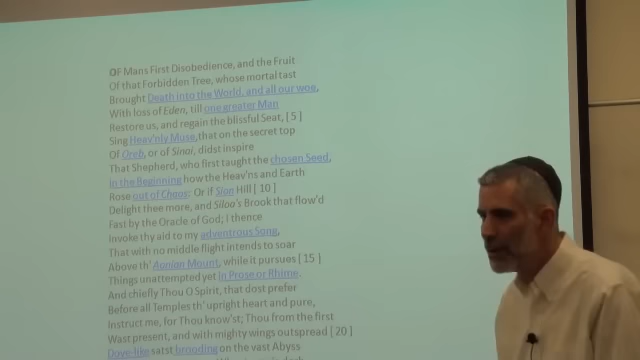 OF Mans First Disobedience, and the Fruit
Of that Forbidden Tree, whose mortal tast
Brought Death into the World, and all our woe,
With loss of Eden, till one greater Man
Restore us, and regain the blissful Seat, [ 5 ]
Sing Heav'nly Muse, that on the secret top
Of Oreb, or of Sinai, didst inspire
That Shepherd, who first taught the chosen Seed,
In the Beginning how the Heav'ns and Earth
Rose out of Chaos: Or if Sion Hill [ 10 ]
Delight thee more, and Siloa's Brook that flow'd
Fast by the Oracle of God; I thence
Invoke thy aid to my adventrous Song,
That with no middle flight intends to soar
Above th' Aonian Mount, while it pursues [ 15 ]
Things unattempted yet in Prose or Rhime.
And chiefly Thou O Spirit, that dost prefer
Before all Temples th' upright heart and pure,
Instruct me, for Thou know'st; Thou from the first
Wast present, and with mighty wings outspread [ 20 ]
Dove-like satst brooding on the vast Abyss